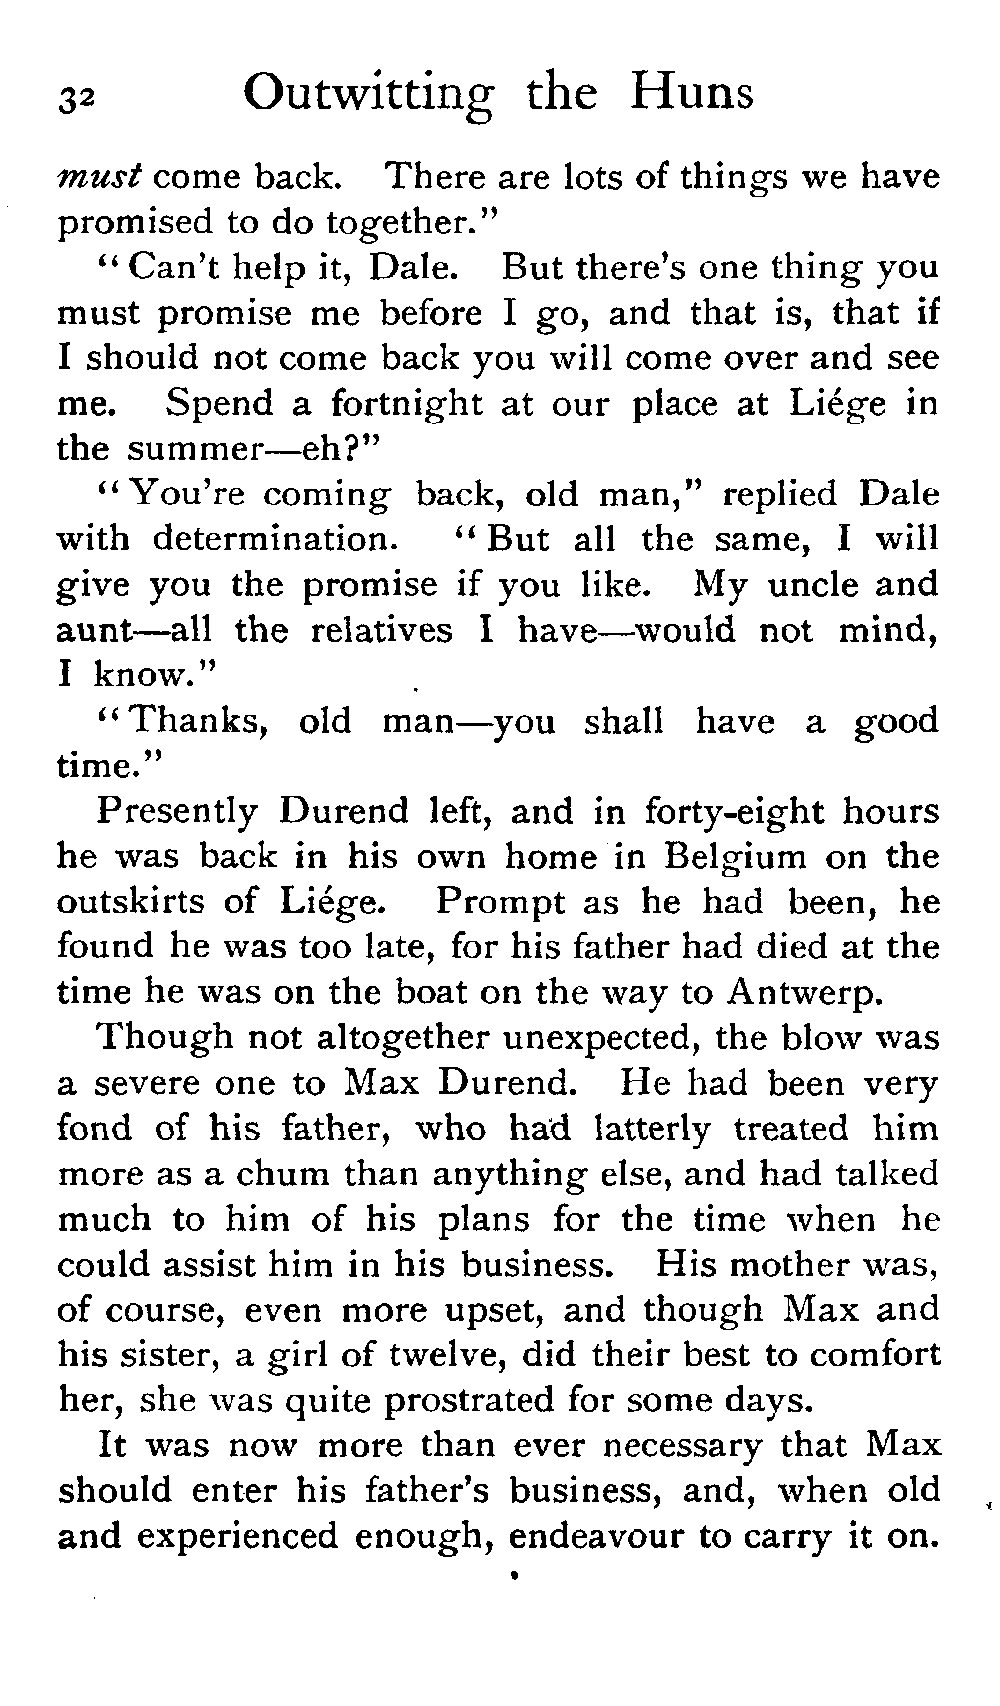 32 Outwitting the Huns
must come back. There are lots of things we have
promised to do together."
"Can't help it, Dale. But there's one thing you
must promise me before I go, and that is, that if
I should not come back you will come over and see
me. Spend a fortnight at our place at Liége in
the summer—eh?"
"You're coming back, old man," replied Dale
with determination. "But all the same, I will
give you the promise if you like. My uncle and
aunt—all the relatives I have—would not mind,
I know."
"Thanks, old man—you shall have a good
time."
Presently Durend left, and in forty-eight hours
he was back in his own home in Belgium on the
outskirts of Liége. Prompt as he had been, he
found he was too late, for his father had died at the
time he was on the boat on the way to Antwerp.
Though not altogether unexpected, the blow was
a severe one to Max Durend. He had been very
fond of his father, who had latterly treated him
more as a chum than anything else, and had talked
much to him of his plans for the time when he
could assist him in his business. His mother was,
of course, even more upset, and though Max and
his sister, a girl of twelve, did their best to comfort
her, she was quite prostrated for some days.
It was now more than ever necessary that Max
should enter his father's business, and, when old
and experienced enough, endeavour to carry it on.